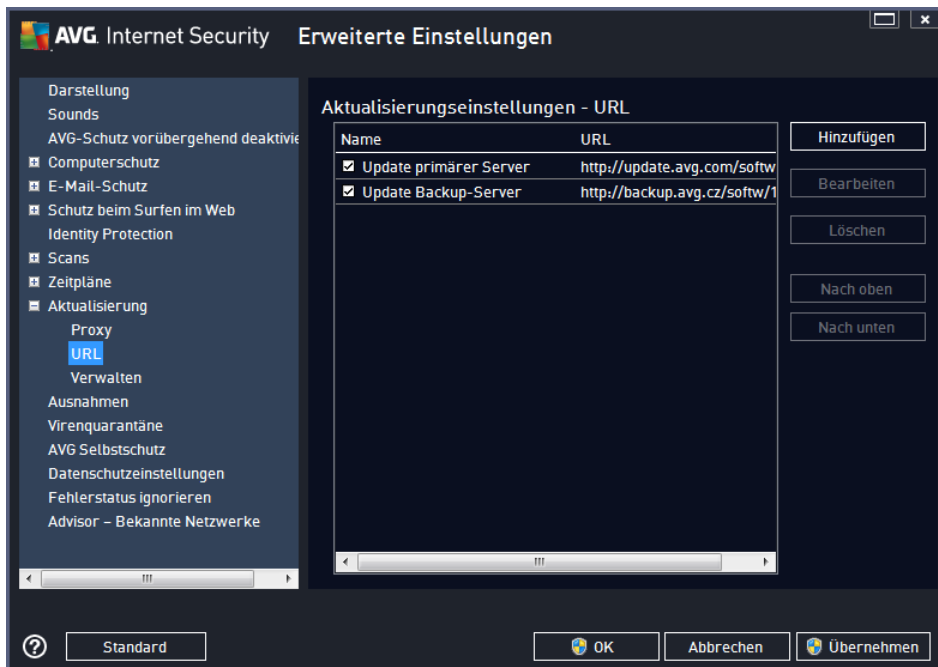 AVG. Internet Security Erweiterte Einstellungen
Darstellung
Sounds
AVG-Schutz vorübergehend deaktivie
Computerschutz
E-Mail-Schutz
Schutz beim Surfen im Web
Identity Protection
Scans
Zeitpläne
Aktualisierung
Proxy
URL
Verwalten
Ausnahmen
Virenquarantäne
AVG Selbstschutz
Datenschutzeinstellungen
Fehlerstatus ignorieren
Advisor – Bekannte Netzwerke
Aktualisierungseinstellungen - URL
Name URL
Update primärer Server http://update.avg.com/softw
Update Backup-Server http://backup.avg.cz/softw/1
Hinzufügen
Bearbeiten
Löschen
Nach oben
Nach unten
Standard
OK
Abbrechen
Übernehmen